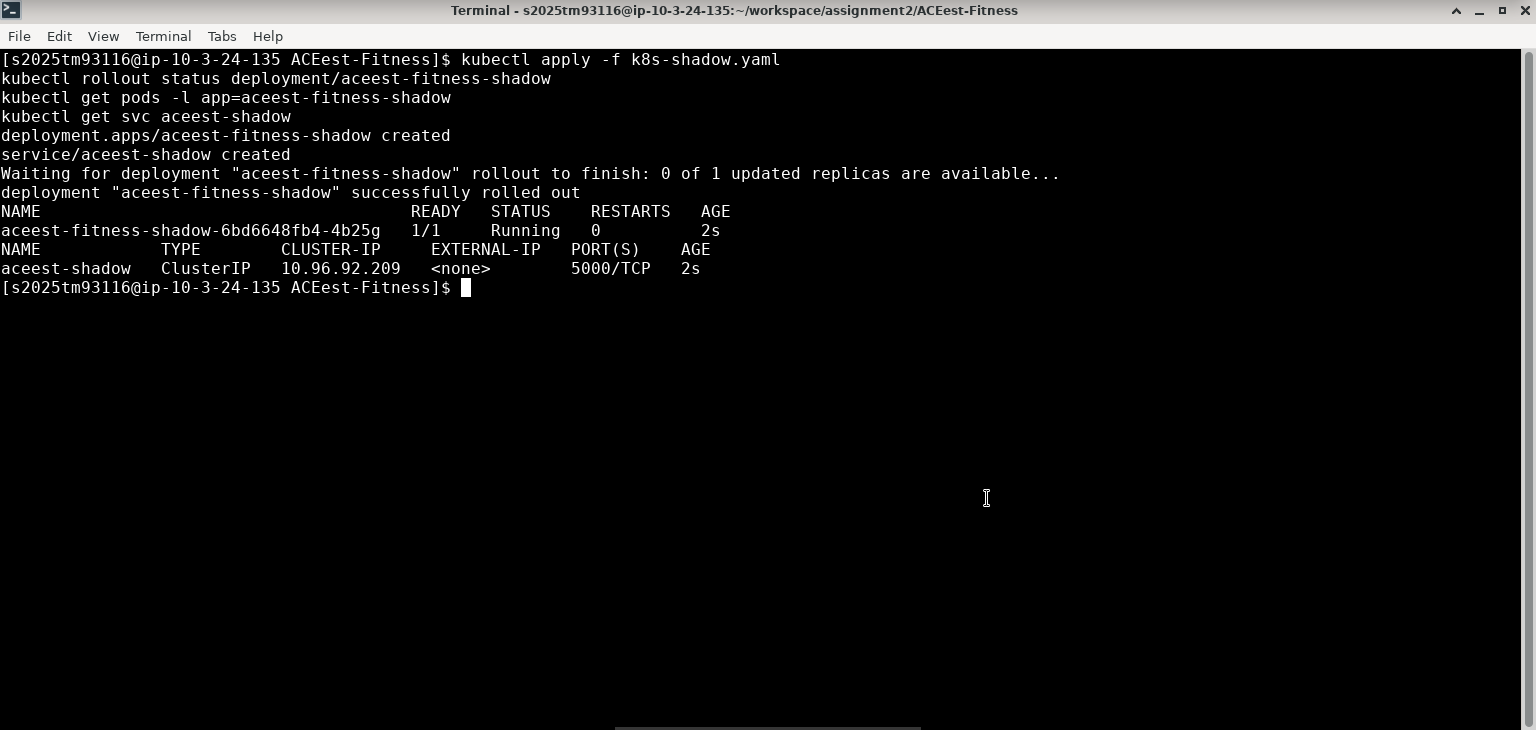 Terminal - s2025tm93116@ip-10-3-24-135:~/workspace/assignment2/ACEest-Fitness
File Edit View Terminal Tabs Help
[s2025tm93116@ip-10-3-24-135 ACEest-Fitness]$ kubectl apply -f k8s-shadow.yaml
kubectl rollout status deployment/aceest-fitness-shadow
kubectl get pods -l app=aceest-fitness-shadow
kubectl get svc aceest-shadow
deployment.apps/aceest-fitness-shadow created
service/aceest-shadow created
Waiting for deployment "aceest-fitness-shadow" rollout to finish: 0 of 1 updated replicas are available...
deployment "aceest-fitness-shadow" successfully rolled out
NAME                                     READY   STATUS    RESTARTS   AGE
aceest-fitness-shadow-6bd6648fb4-4b25g   1/1     Running   0          2s
NAME            TYPE        CLUSTER-IP     EXTERNAL-IP   PORT(S)    AGE
aceest-shadow   ClusterIP   10.96.92.209   <none>        5000/TCP   2s
[s2025tm93116@ip-10-3-24-135 ACEest-Fitness]$